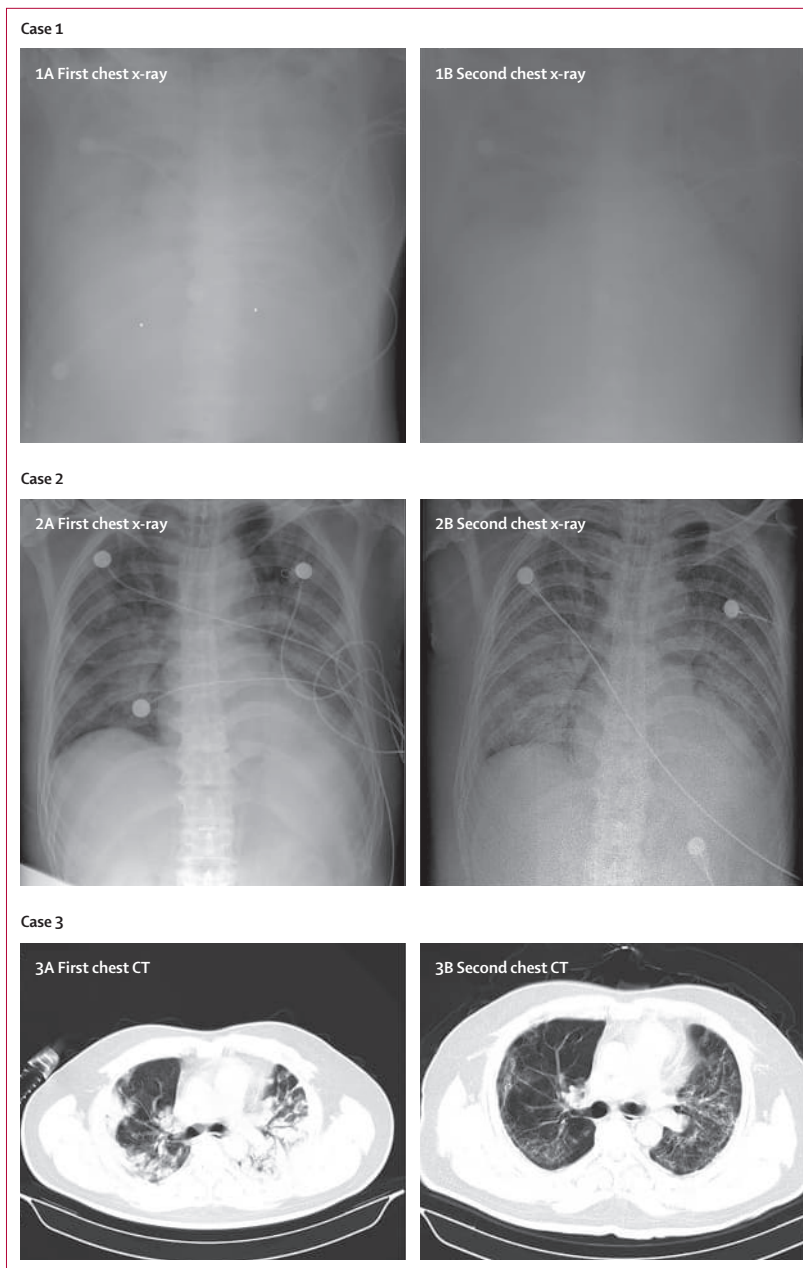 Case 1
1A First chest x-ray
1B Second chest x-ray
Case 2
2A First chest x-ray
2B Second chest x-ray
Case 3
3A First chest CT
3B Second chest CT